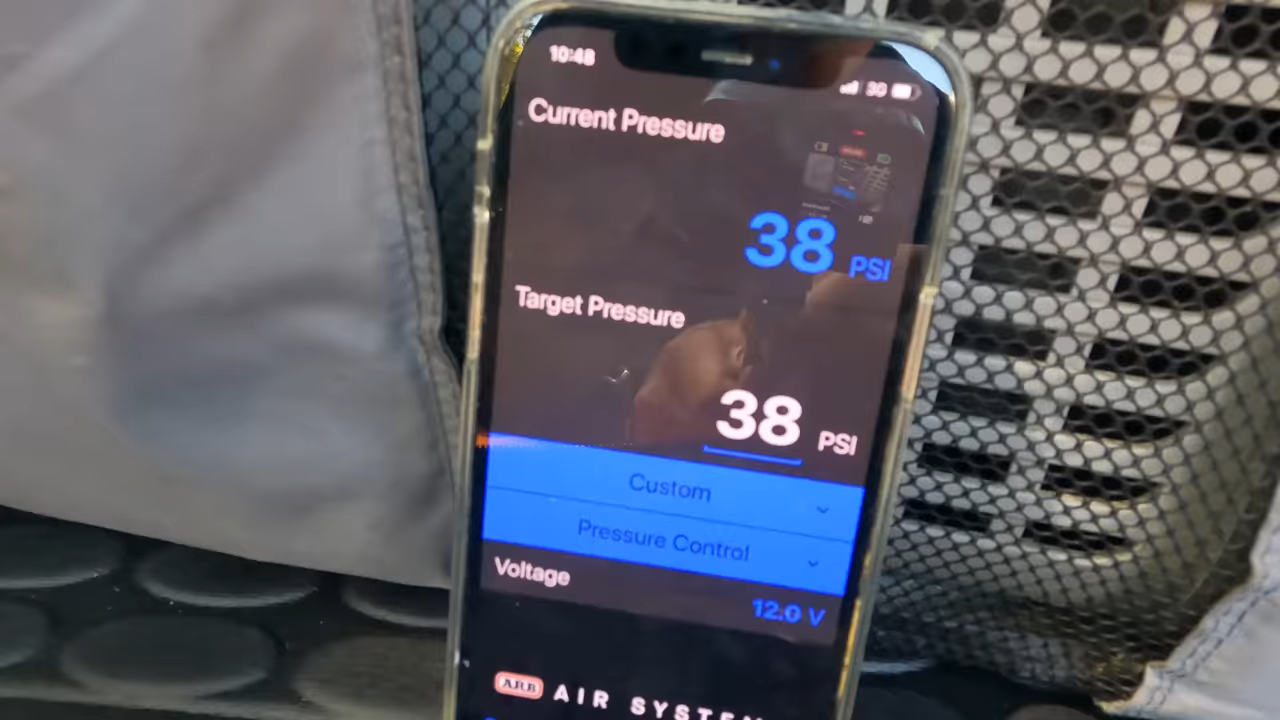 10:48
3G
Current Pressure
38 PSI
Target Pressure
38 PSI
Custom
Pressure Control
Voltage
12.0 V
ARB AIR SYSTEM